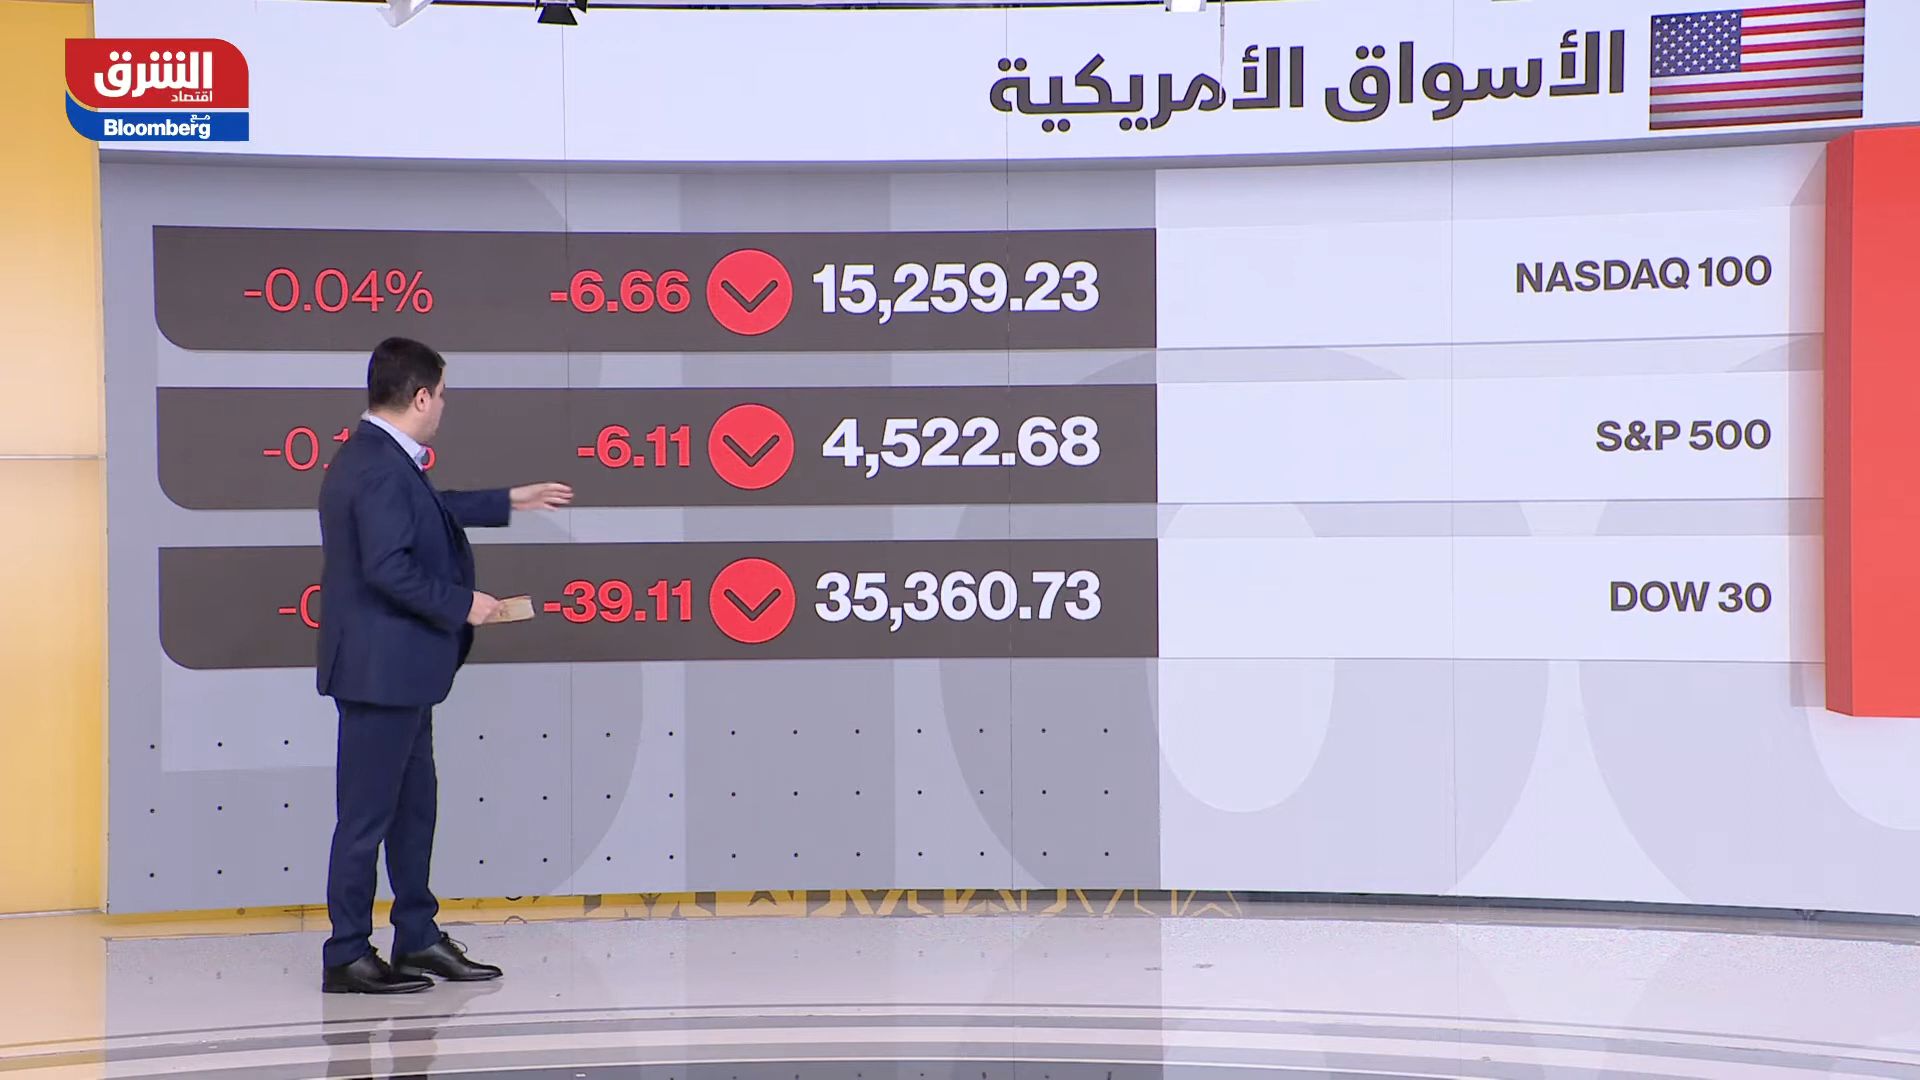 الشرق
اقتصاد
مع
Bloomberg
الأسواق الأمريكية
NASDAQ 100
15,259.23
-6.66
-0.04%
S&P 500
4,522.68
-6.11
DOW 30
35,360.73
-39.11